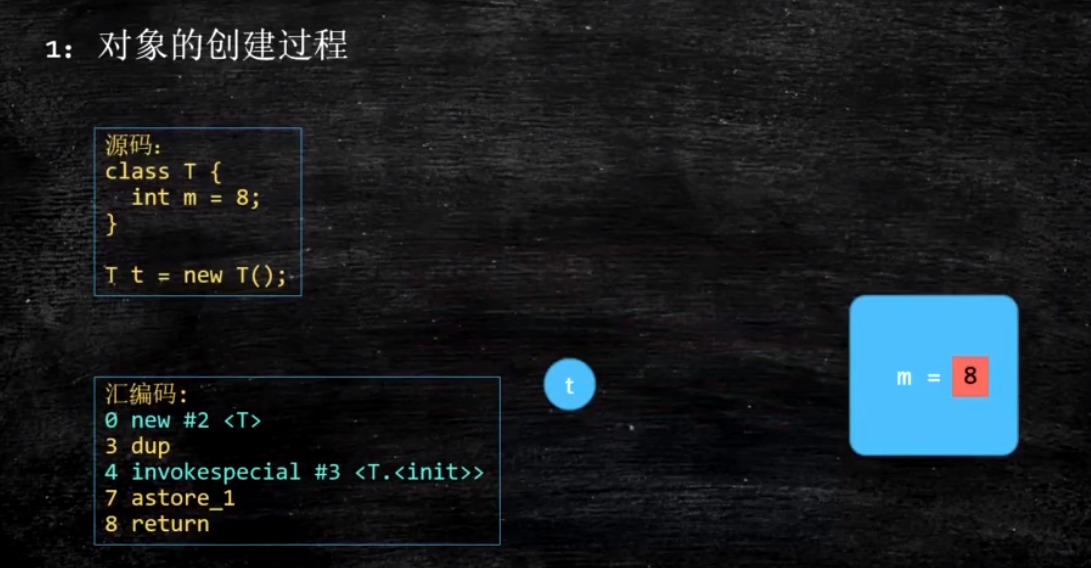 1: 对象的创建过程
源码:
class T {
  int m = 8;
}
T t = new T();
汇编码:
0 new #2 <T>
3 dup
4 invokespecial #3 <T.<init>>
7 astore_1
8 return
t
m = 8